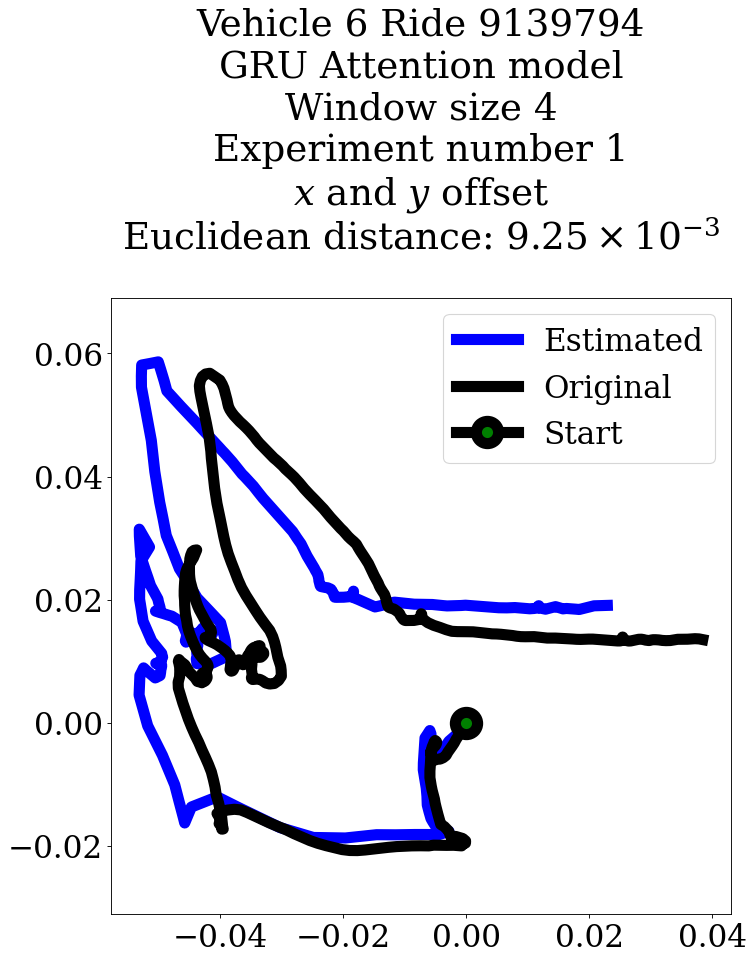 Vehicle 6 Ride 9139794
GRU Attention model
Window size 4
Experiment number 1
x and y offset
Euclidean distance: 9.25 × 10⁻³
Estimated
Original
Start
0.06
0.04
0.02
0.00
−0.02
−0.04 −0.02 0.00 0.02 0.04